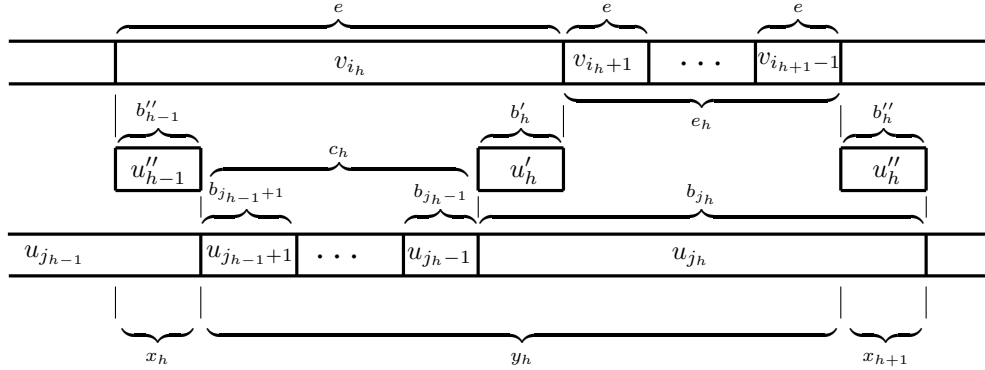 e e e
v_{i_h} v_{i_h+1} ··· v_{i_{h+1}-1}
b''_{h-1} b'_h e_h b''_h
u''_{h-1} c_h u'_h u''_h
b_{j_{h-1}+1} b_{j_h-1} b_{j_h}
u_{j_{h-1}} u_{j_{h-1}+1} ··· u_{j_h-1} u_{j_h}
x_h y_h x_{h+1}